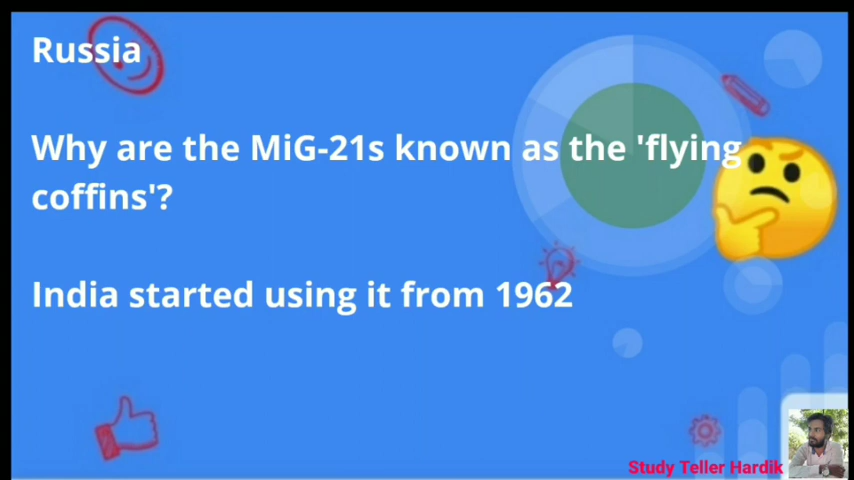 Russia
Why are the MiG-21s known as the 'flying
coffins'?
India started using it from 1962
Study Teller Hardik